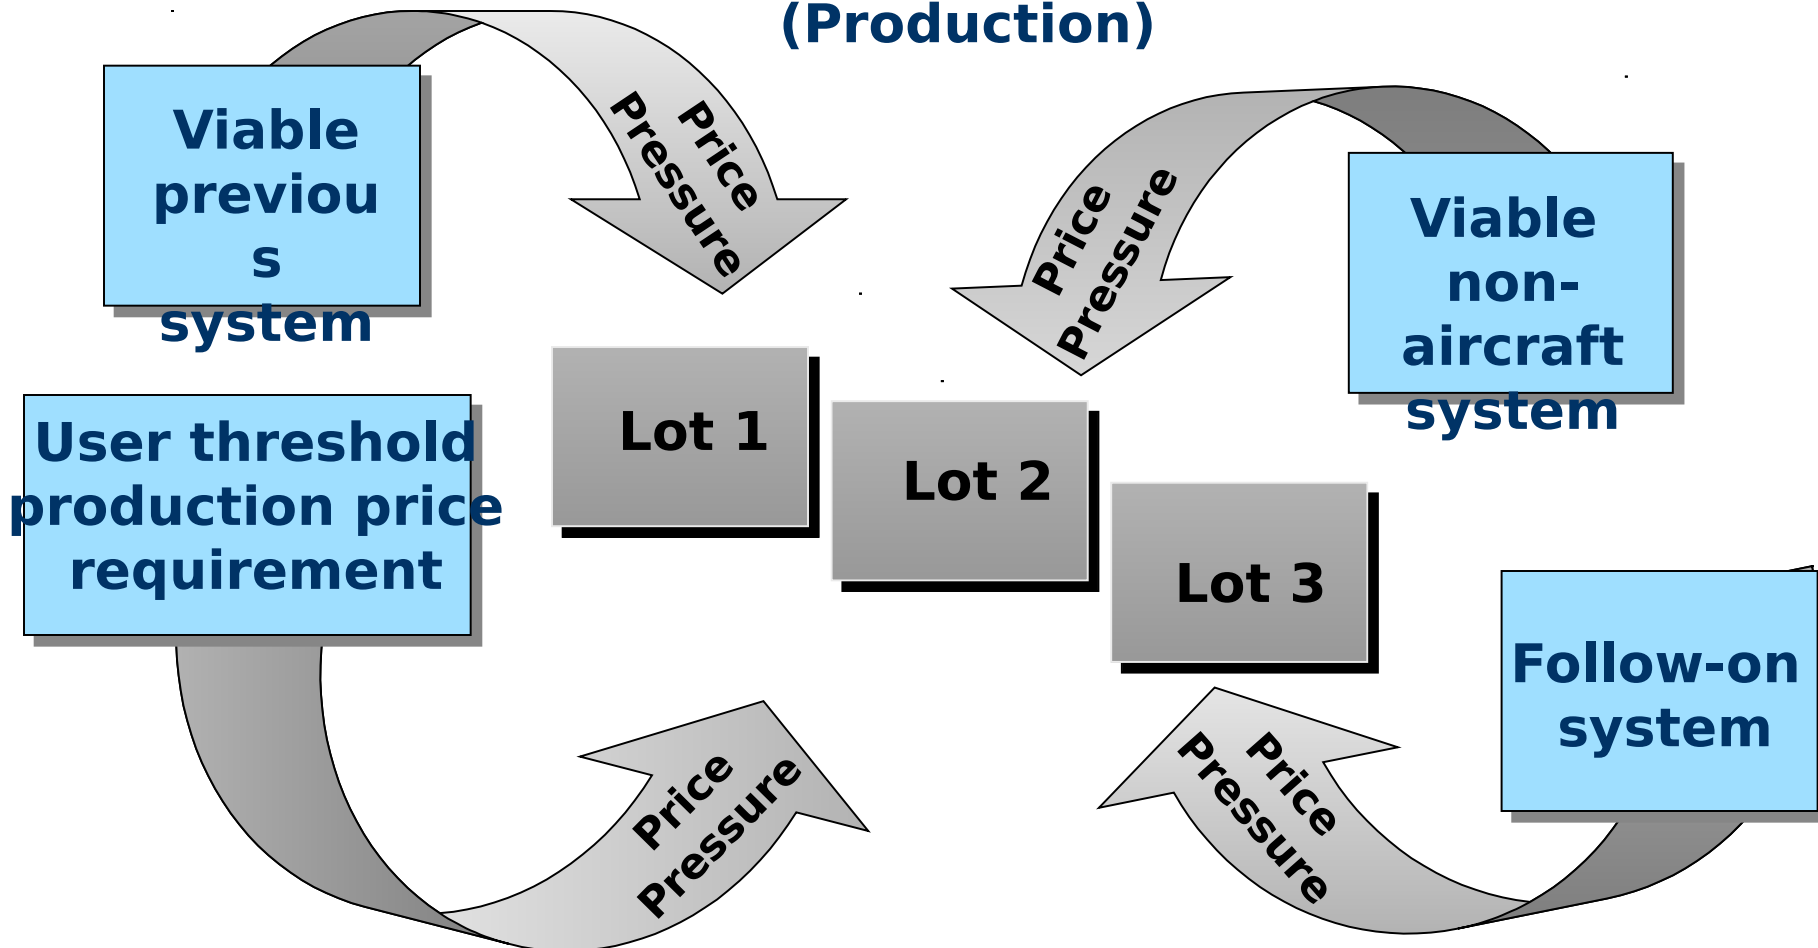 (Production)
Viable
previou
s
system
Price
Pressure
Price
Pressure
Viable
non-
aircraft
system
User threshold
production price
requirement
Lot 1
Lot 2
Lot 3
Follow-on
system
Price
Pressure
Price
Pressure